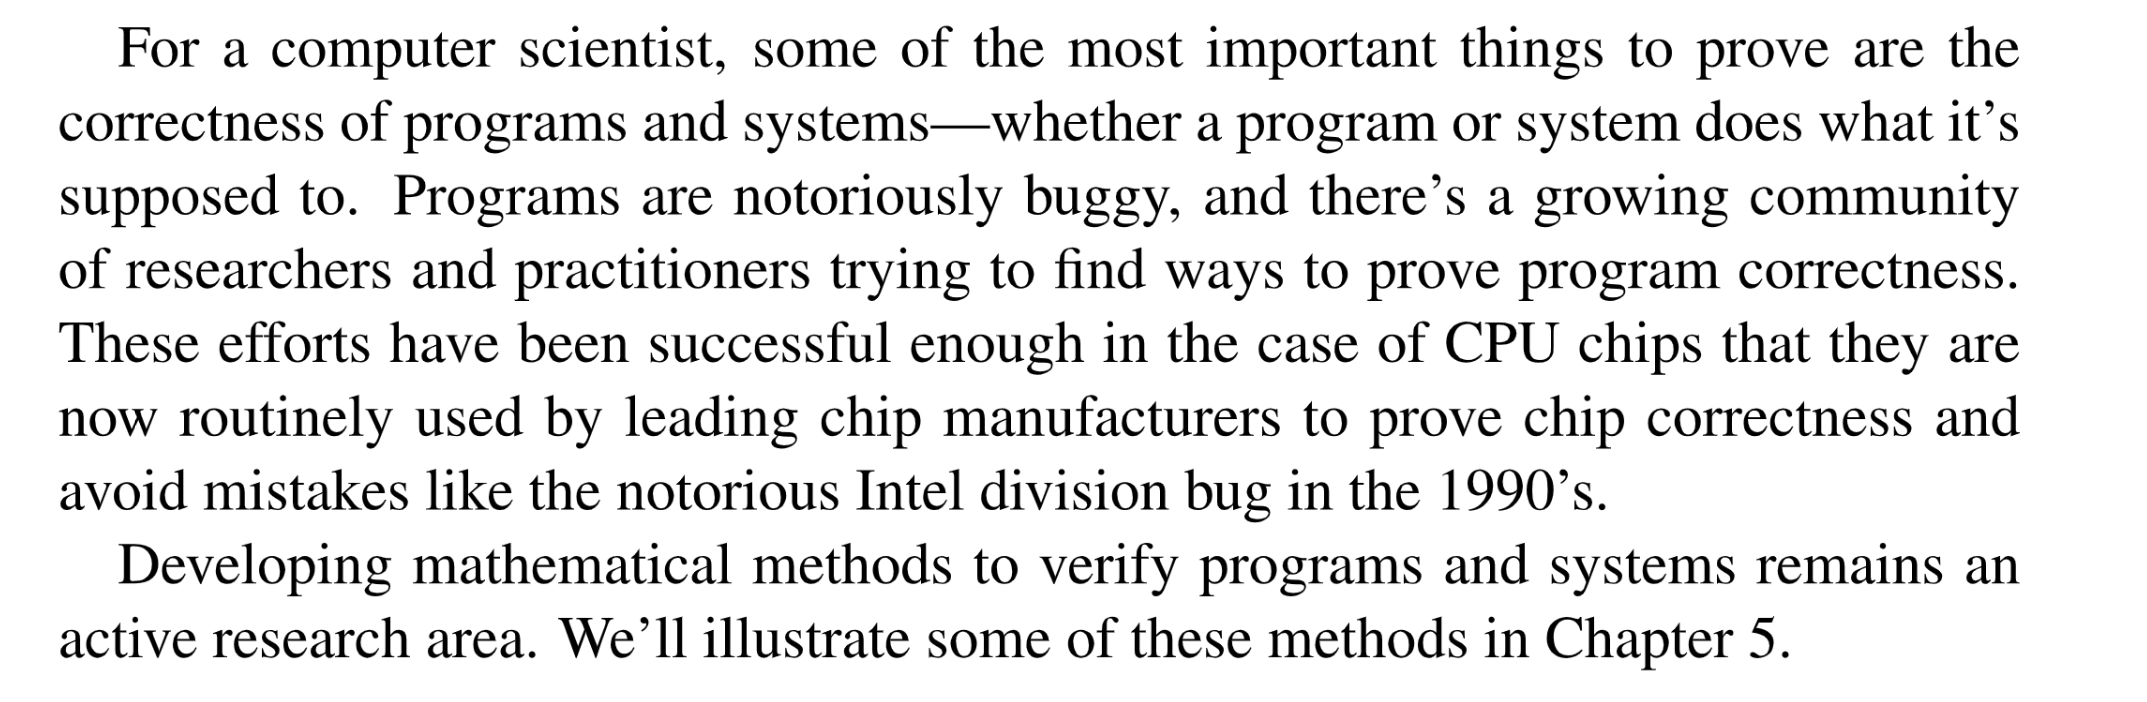 For a computer scientist, some of the most important things to prove are the
correctness of programs and systems—whether a program or system does what it’s
supposed to. Programs are notoriously buggy, and there’s a growing community
of researchers and practitioners trying to find ways to prove program correctness.
These efforts have been successful enough in the case of CPU chips that they are
now routinely used by leading chip manufacturers to prove chip correctness and
avoid mistakes like the notorious Intel division bug in the 1990’s.
Developing mathematical methods to verify programs and systems remains an
active research area. We’ll illustrate some of these methods in Chapter 5.